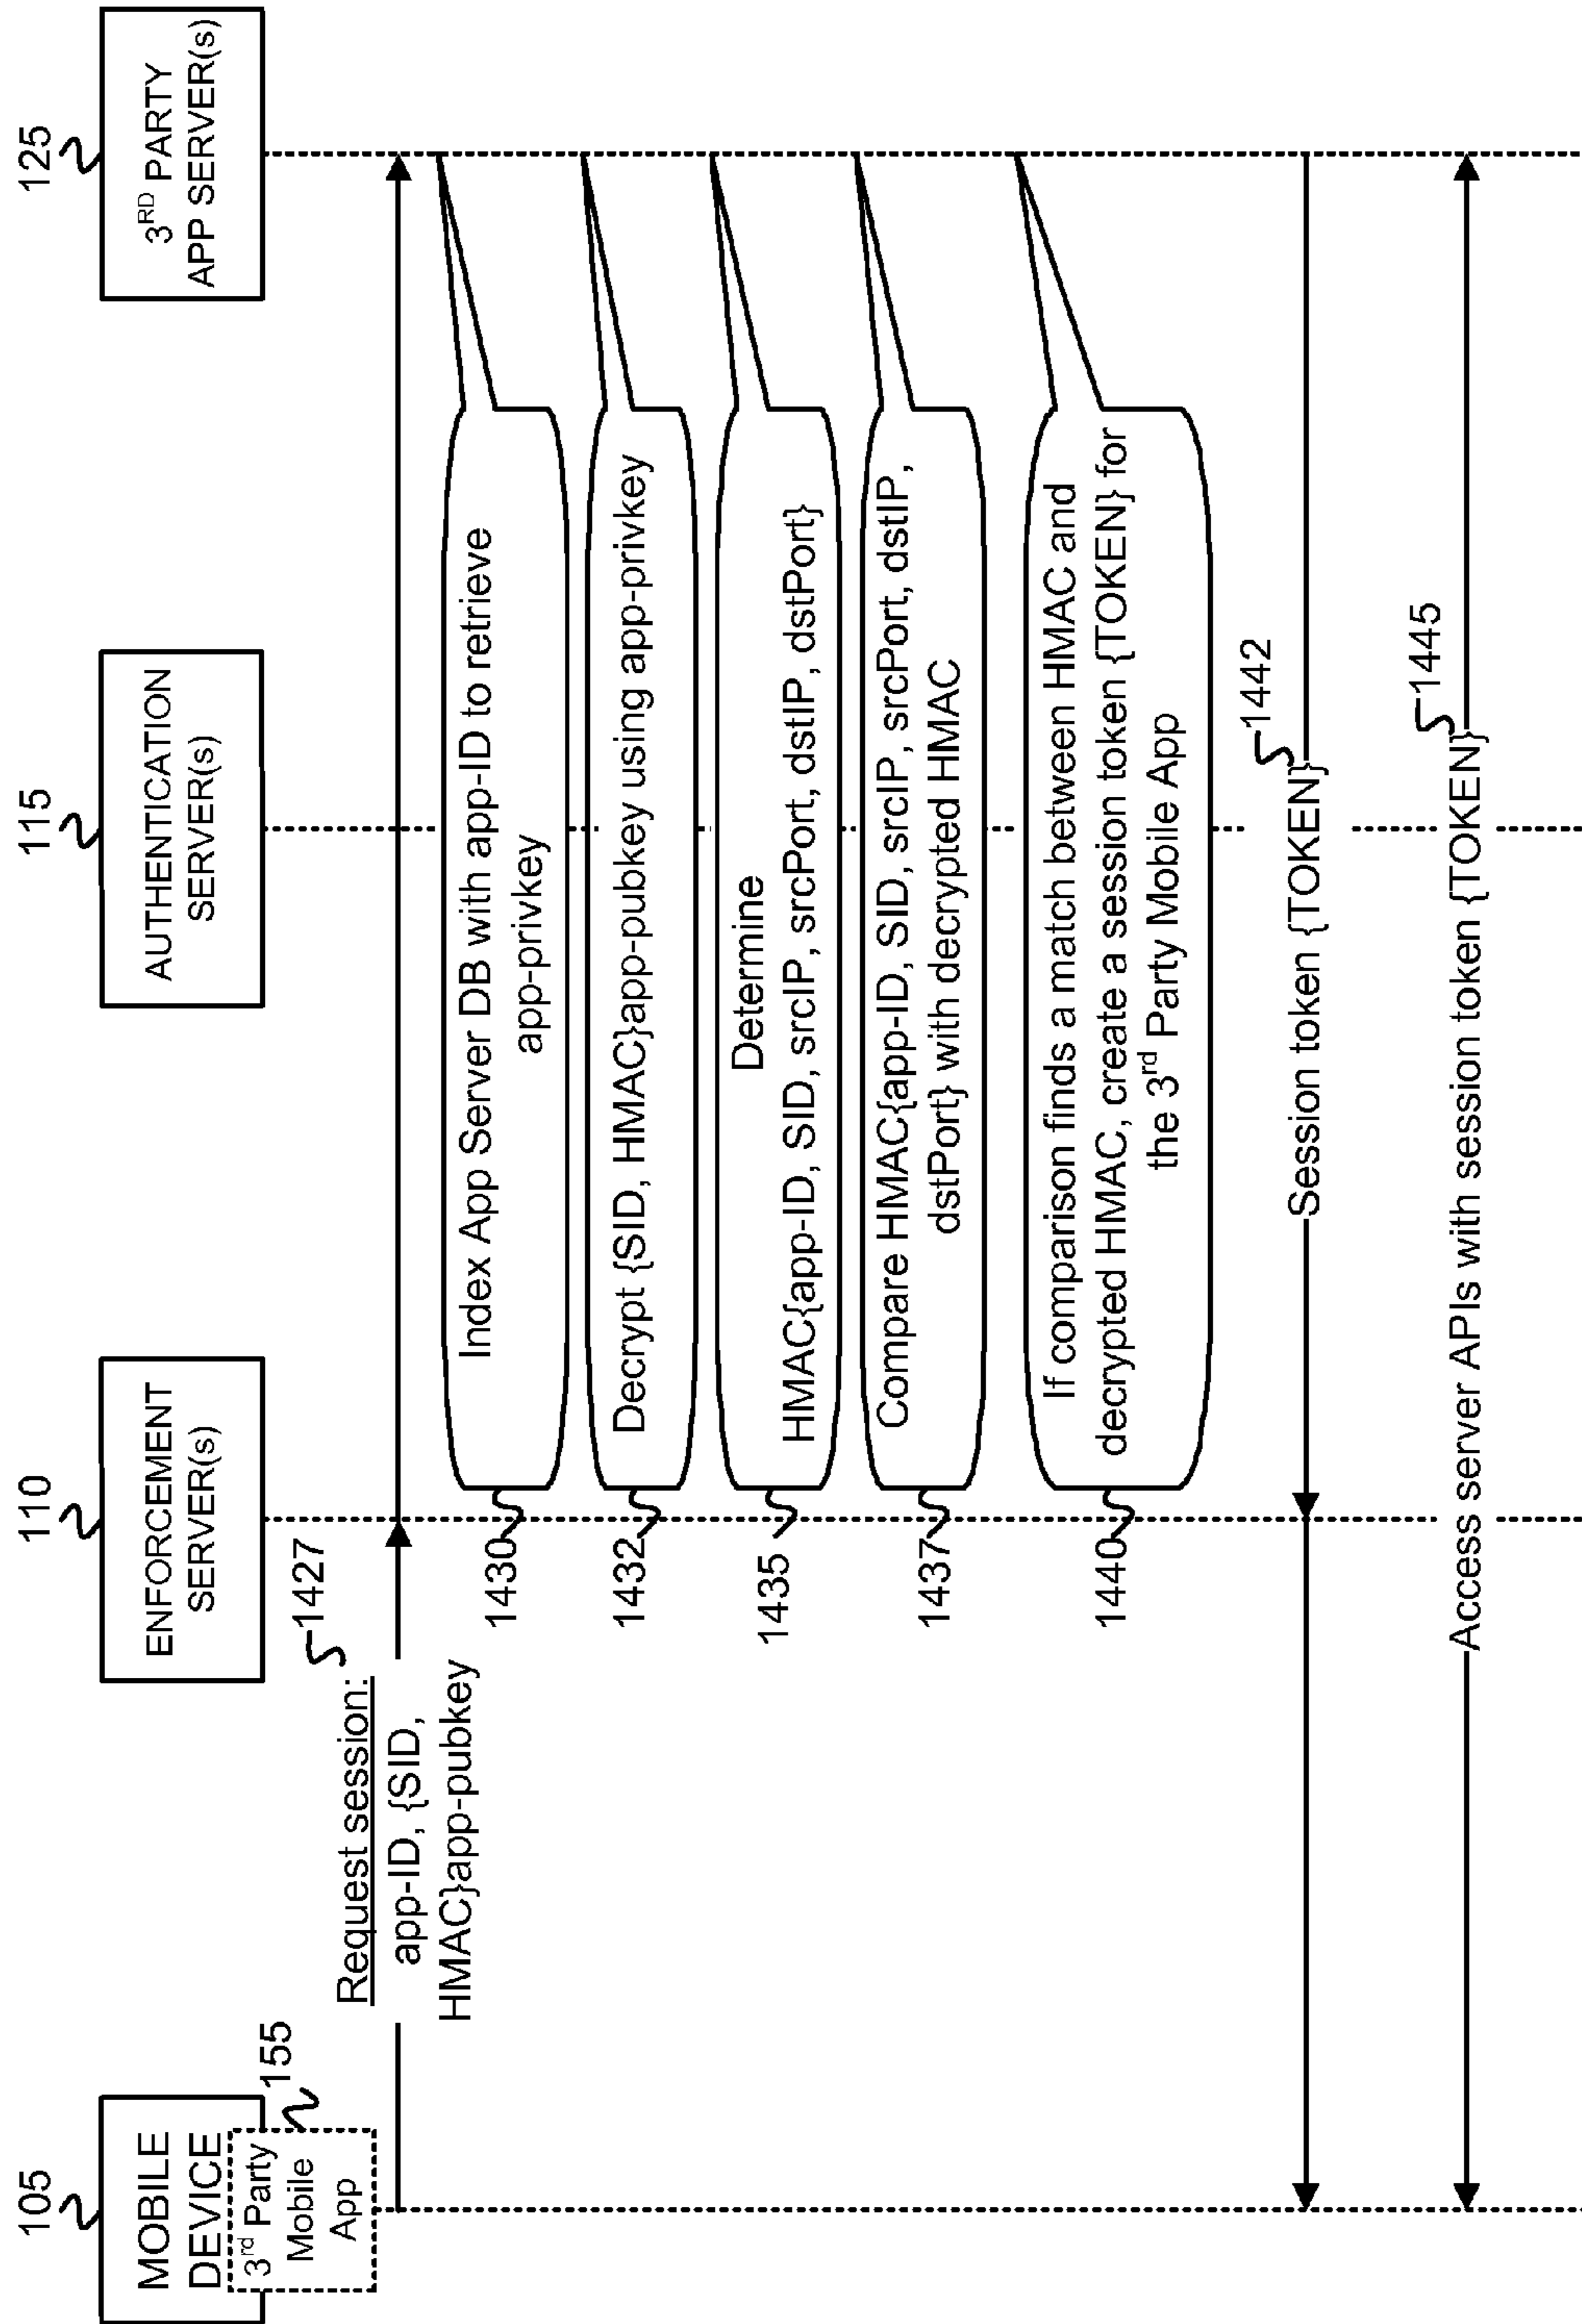 105
MOBILE
DEVICE
3rd Party
Mobile
App
155
110
ENFORCEMENT
SERVER(s)
115
AUTHENTICATION
SERVER(s)
125
3RD PARTY
APP SERVER(s)
Request session:
app-ID, {SID,
HMAC}app-pubkey
1427
1430
Index App Server DB with app-ID to retrieve
app-privkey
1432
Decrypt {SID, HMAC}app-pubkey using app-privkey
1435
Determine
HMAC{app-ID, SID, srcIP, srcPort, dstIP, dstPort}
1437
Compare HMAC{app-ID, SID, srcIP, srcPort, dstIP,
dstPort} with decrypted HMAC
1440
If comparison finds a match between HMAC and
decrypted HMAC, create a session token {TOKEN} for
the 3rd Party Mobile App
Session token {TOKEN}
1442
Access server APIs with session token {TOKEN}
1445